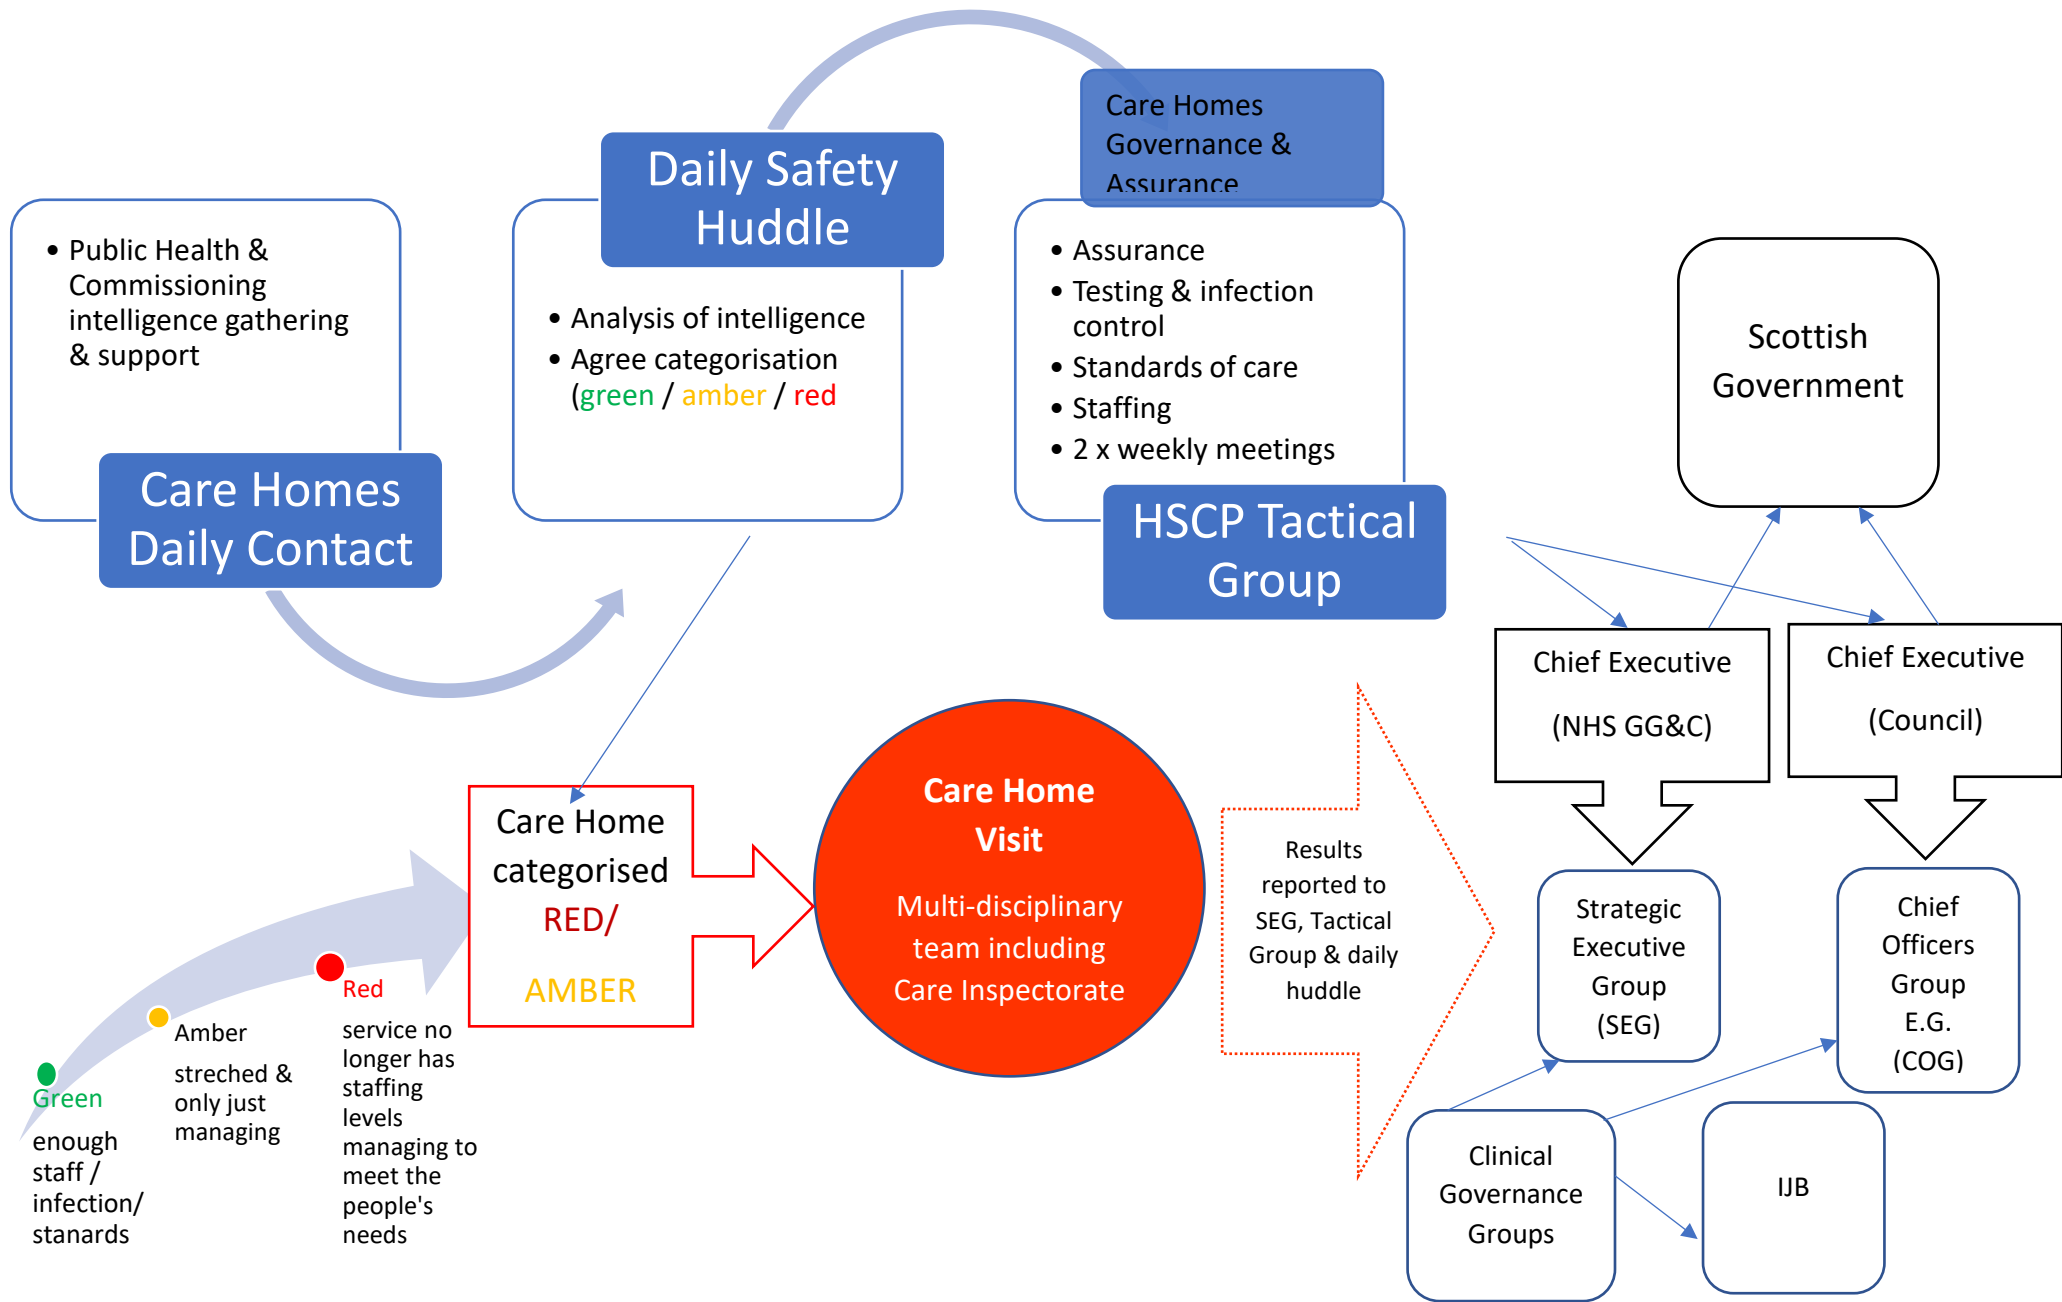 • Public Health &
Commissioning
intelligence gathering
& support
Care Homes
Daily Contact
Daily Safety
Huddle
• Analysis of intelligence
• Agree categorisation
(green / amber / red
Care Homes
Governance &
Assurance
• Assurance
• Testing & infection
control
• Standards of care
• Staffing
• 2 x weekly meetings
HSCP Tactical
Group
Scottish
Government
Chief Executive
(NHS GG&C)
Chief Executive
(Council)
Green
enough
staff /
infection/
stanards
Amber
streched &
only just
managing
Red
service no
longer has
staffing
levels
managing to
meet the
people's
needs
Care Home
categorised
RED/
AMBER
Care Home
Visit
Multi-disciplinary
team including
Care Inspectorate
Results
reported to
SEG, Tactical
Group & daily
huddle
Strategic
Executive
Group
(SEG)
Chief
Officers
Group
E.G.
(COG)
Clinical
Governance
Groups
IJB